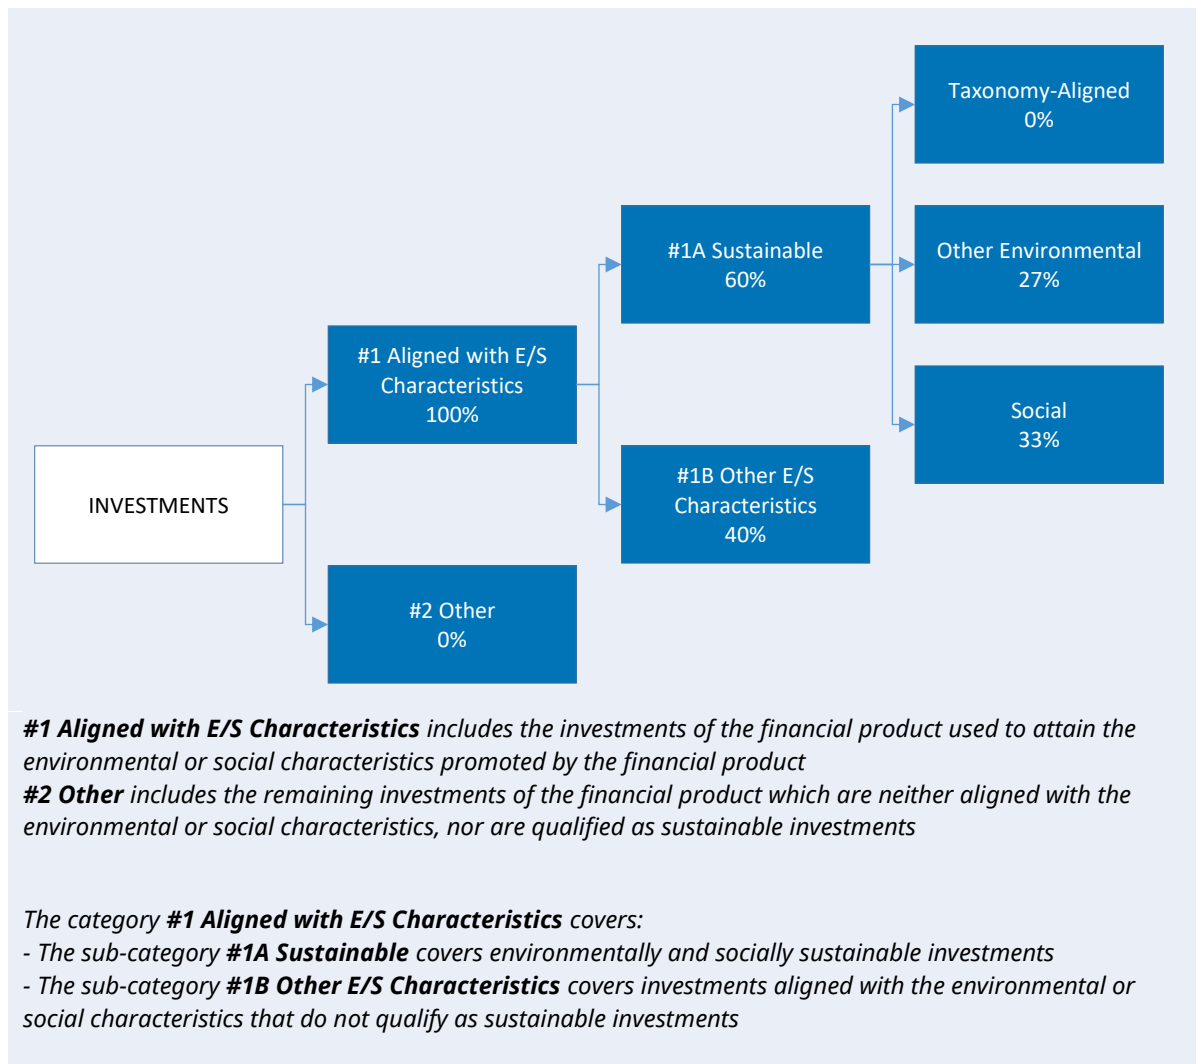 Taxonomy-Aligned
0%
#1A Sustainable
60%
Other Environmental
27%
#1 Aligned with E/S
Characteristics
100%
Social
33%
INVESTMENTS
#1B Other E/S
Characteristics
40%
#2 Other
0%
#1 Aligned with E/S Characteristics includes the investments of the financial product used to attain the
environmental or social characteristics promoted by the financial product
#2 Other includes the remaining investments of the financial product which are neither aligned with the
environmental or social characteristics, nor are qualified as sustainable investments
The category #1 Aligned with E/S Characteristics covers:
- The sub-category #1A Sustainable covers environmentally and socially sustainable investments
- The sub-category #1B Other E/S Characteristics covers investments aligned with the environmental or
social characteristics that do not qualify as sustainable investments